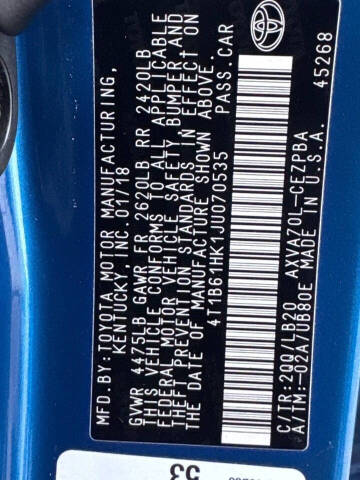 MFD.BY:TOYOTA MOTOR MANUFACTURING,
KENTUCKY, INC. 01/18
GVWR 4475LB GAWR FR 2620LB RR 2420LB
THIS VEHICLE CONFORMS TO ALL APPLICABLE
FEDERAL MOTOR VEHICLE SAFETY, BUMPER AND
THEFT PREVENTION STANDARDS IN EFFECT ON
THE DATE OF MANUFACTURE SHOWN ABOVE.
4T1B61HK1JU070535 PASS.CAR
TOYOTA
C/TR:2QQ/LB20 AXVA70L-CEZPBA
A/TM:-02A/UB80E MADE IN U.S.A. 45268
53